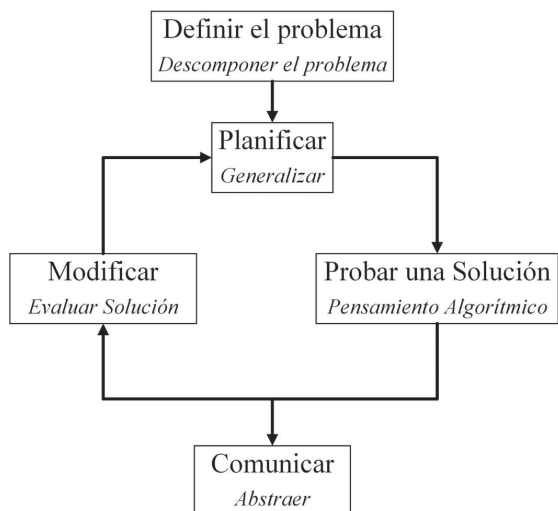 Definir el problema
Descomponer el problema
Planificar
Generalizar
Modificar
Evaluar Solución
Probar una Solución
Pensamiento Algorítmico
Comunicar
Abstraer